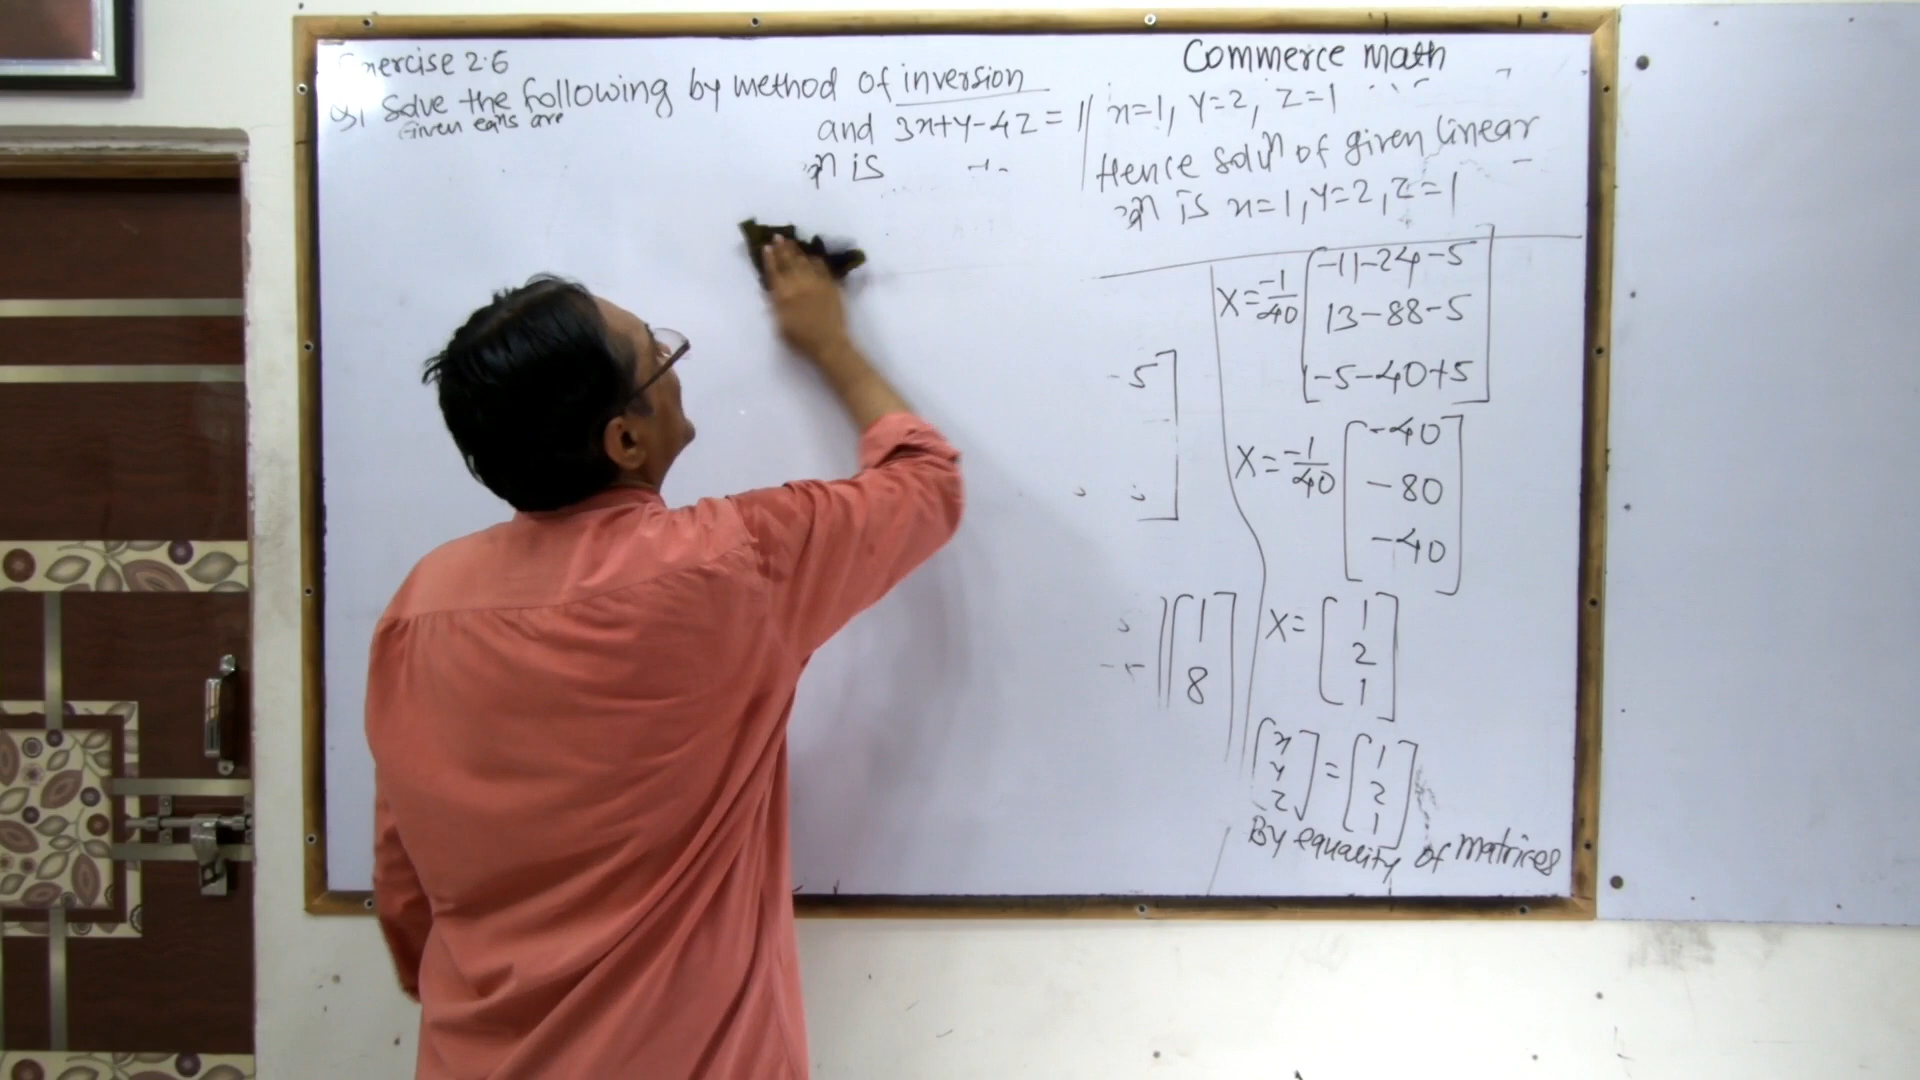 Exercise 2.6
Commerce Math
Q1 Solve the following by method of inversion
Given eqns are
and 3x+y-4z=1
x=1, y=2, z=1
is
Hence soluⁿ of given linear
is x=1, y=2, z=1
X = -1/40 [-11-24-5
13-88-5
-5-40+5]
-5]
X = -1/40 [-40
-80
-40]
[1
8]
X = [1
2
1]
[x
y
z] = [1
2
1]
By equality of matrices